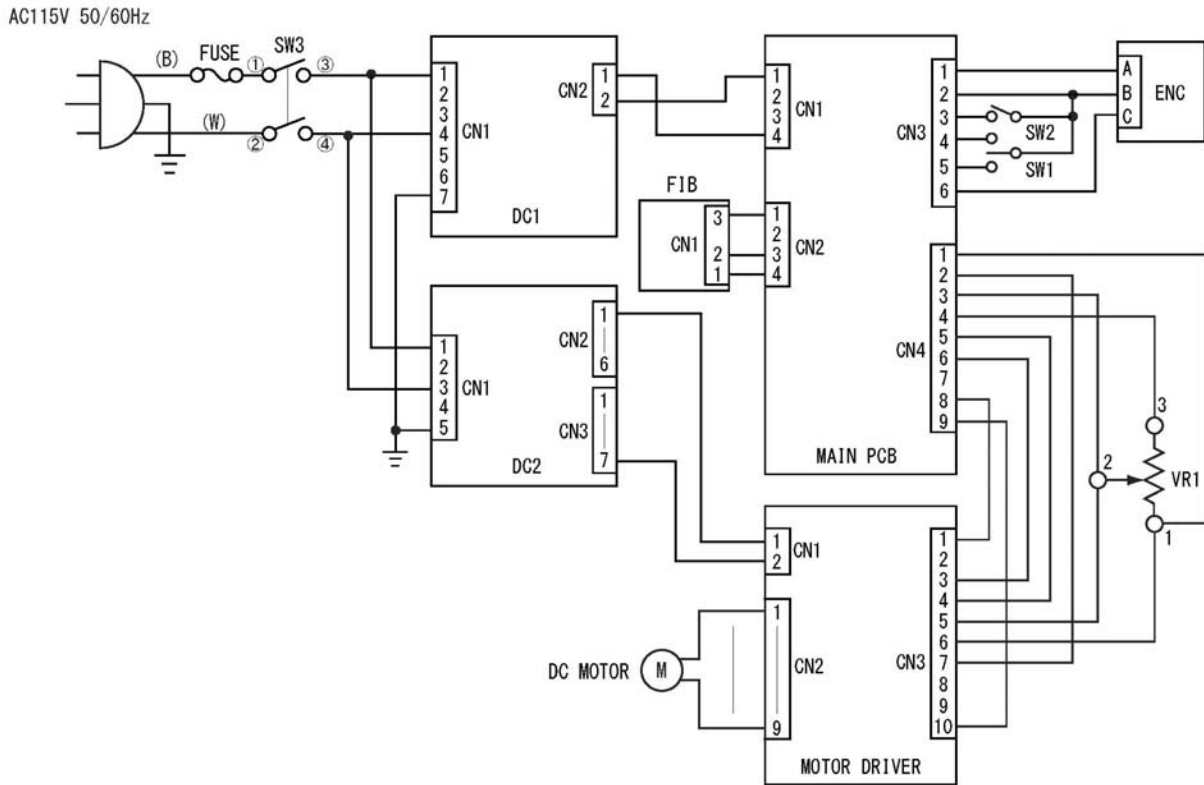 AC115V 50/60Hz
(B)
FUSE
① SW3 ③
(W)
② ④
1
2
3
4
5
6
7
CN1
CN2
1
2
DC1
1
2
3
4
5
CN1
CN2
1
6
CN3
1
7
DC2
FIB
CN1
3
2
1
1
2
3
4
CN1
1
2
3
4
CN2
CN3
1
2
3
4
5
6
CN4
1
2
3
4
5
6
7
8
9
MAIN PCB
SW2
SW1
A
B
C
ENC
3
2
VR1
1
1
2
CN1
1
9
CN2
CN3
1
2
3
4
5
6
7
8
9
10
MOTOR DRIVER
DC MOTOR
M